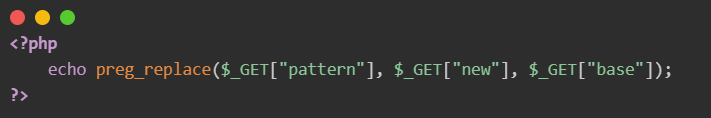 <?php
    echo preg_replace($_GET["pattern"], $_GET["new"], $_GET["base"]);
?>